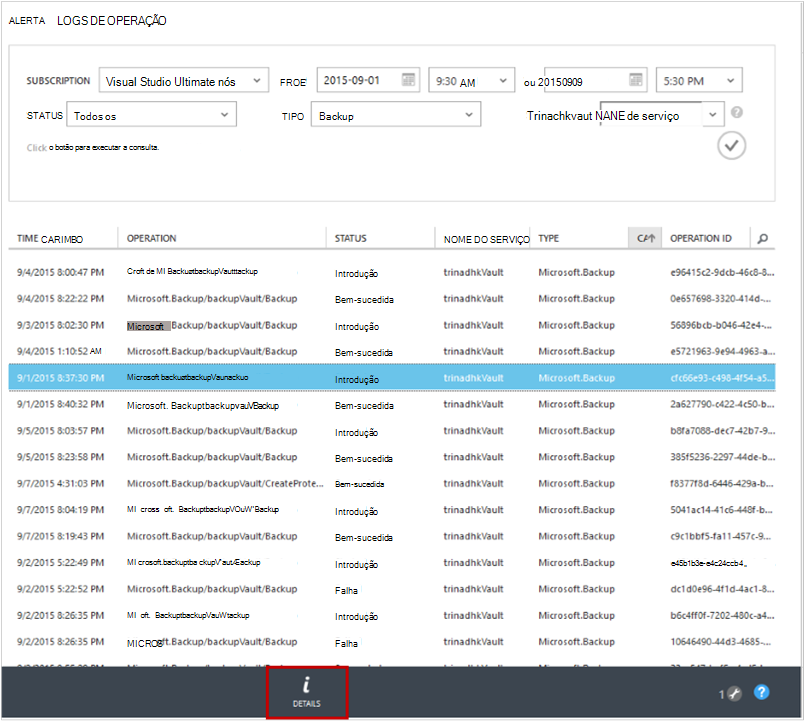 ALERTA LOGS DE OPERAÇÃO
SUBSCRIPTION Visual Studio Ultimate nós FROE' 2015-09-01 9:30 AM ou 20150909 5:30 PM
STATUS Todos os TIPO Backup Trinachkvaut NANE de serviço
Click o botão para executar a consulta.
TIME CARIMBO OPERATION STATUS NOME DO SERVIÇO TYPE OPERATION ID
9/4/2015 8:00:47 PM Croft de MI BackuatbackupVautttackup Introdução trinadhkVault Microsoft.Backup e96415c2-9dcb-46c8-8...
9/4/2015 8:22:22 PM Microsoft.Backup/backupVault/Backup Bem-sucedida trinadhkVault Microsoft.Backup 0e657698-3320-414d-...
9/3/2015 8:02:30 PM Microsoft Backup/backupVault/Backup Introdução trinadhkVault Microsoft.Backup 56896bcb-b046-42e4-...
9/4/2015 1:10:52 AM Microsoft.Backup/backupVault/Backup Bem-sucedida trinadhkVault Microsoft.Backup e5721963-9e94-4963-a...
9/1/2015 8:37:30 PM Microsoft backuatbackupVaunackuo Introdução trinadhkVault Microsoft.Backup cfc66e93-c498-4f54-a5...
9/1/2015 8:40:32 PM Microsoft. BackuptbackupvauVBackup Bem-sucedida trinadhkVault Microsoft.Backup 2a627790-c422-4c50-b...
9/5/2015 8:03:57 PM Microsoft.Backup/backupVault/Backup Introdução trinadhkVault Microsoft.Backup b8fa7088-dec7-42b7-9...
9/5/2015 8:23:58 PM Microsoft.Backup/backupVault/Backup Bem-sucedida trinadhkVault Microsoft.Backup 385f5236-2297-44de-b...
9/7/2015 4:31:03 PM Microsoft.Backup/backupVault/CreateProte... Bem-sucedida trinadhkVault Microsoft.Backup f8377f8d-6446-429a-b...
9/7/2015 8:04:19 PM MI cross oft. BackuptbackupVOuW'Backup Introdução trinadhkVault Microsoft.Backup 5041ac14-41c6-448f-b...
9/7/2015 8:19:43 PM Microsoft.Backup/backupVault/Backup Bem-sucedida trinadhkVault Microsoft.Backup c9c1bbf5-fa11-457c-9...
9/2/2015 5:22:49 PM MI crosoft.backuptba ckupV'aut/Eackup Introdução trinadhkVault Microsoft.Backup e45b1b3e-e4c24ccb4
9/2/2015 5:22:52 PM Microsoft.Backup/backupVault/Backup Falha trinadhkVault Microsoft.Backup dc1d0e96-4f1d-4ac1-8...
9/2/2015 8:26:35 PM MI oft. BackuptbackupVauWtackup Introdução trinadhkVault Microsoft.Backup b6c4ff0f-7202-480c-a4...
9/2/2015 8:26:35 PM MICROSoft.Backup/backupVault/Backup Falha trinadhkVault Microsoft.Backup 10646490-44d3-4685-...
i
DETAILS
1 ?